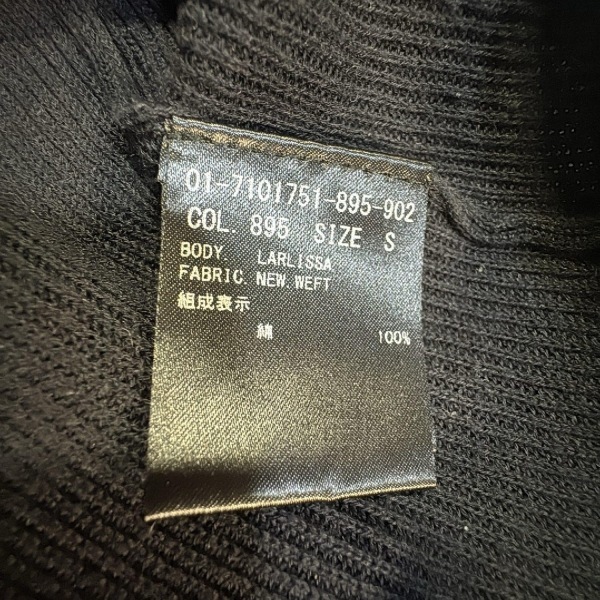 01-7101751-895-902
COL. 895 SIZE S
BODY. LARLISSA
FABRIC. NEW.WEFT
組成表示
綿 100%